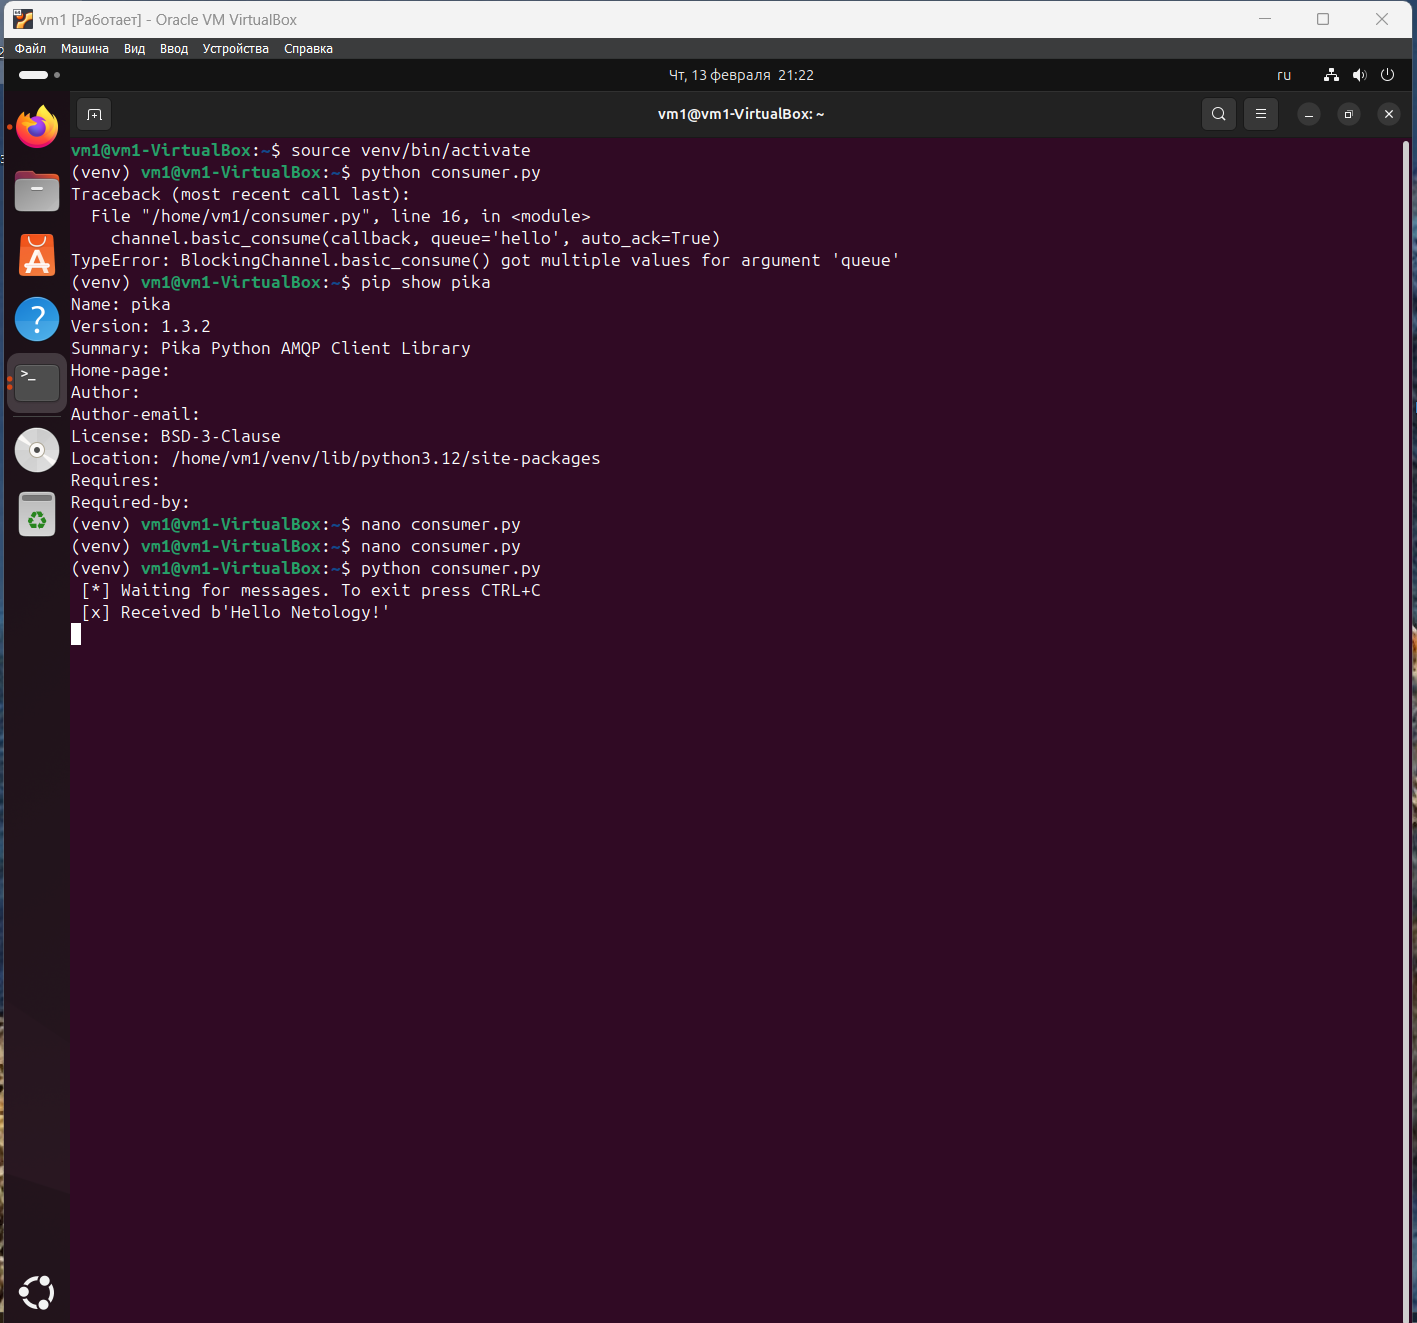 vm1 [Работает] - Oracle VM VirtualBox
Файл Машина Вид Ввод Устройства Справка
Чт, 13 февраля 21:22
ru
vm1@vm1-VirtualBox: ~
vm1@vm1-VirtualBox:~$ source venv/bin/activate
(venv) vm1@vm1-VirtualBox:~$ python consumer.py
Traceback (most recent call last):
  File "/home/vm1/consumer.py", line 16, in <module>
    channel.basic_consume(callback, queue='hello', auto_ack=True)
TypeError: BlockingChannel.basic_consume() got multiple values for argument 'queue'
(venv) vm1@vm1-VirtualBox:~$ pip show pika
Name: pika
Version: 1.3.2
Summary: Pika Python AMQP Client Library
Home-page:
Author:
Author-email:
License: BSD-3-Clause
Location: /home/vm1/venv/lib/python3.12/site-packages
Requires:
Required-by:
(venv) vm1@vm1-VirtualBox:~$ nano consumer.py
(venv) vm1@vm1-VirtualBox:~$ nano consumer.py
(venv) vm1@vm1-VirtualBox:~$ python consumer.py
 [*] Waiting for messages. To exit press CTRL+C
 [x] Received b'Hello Netology!'